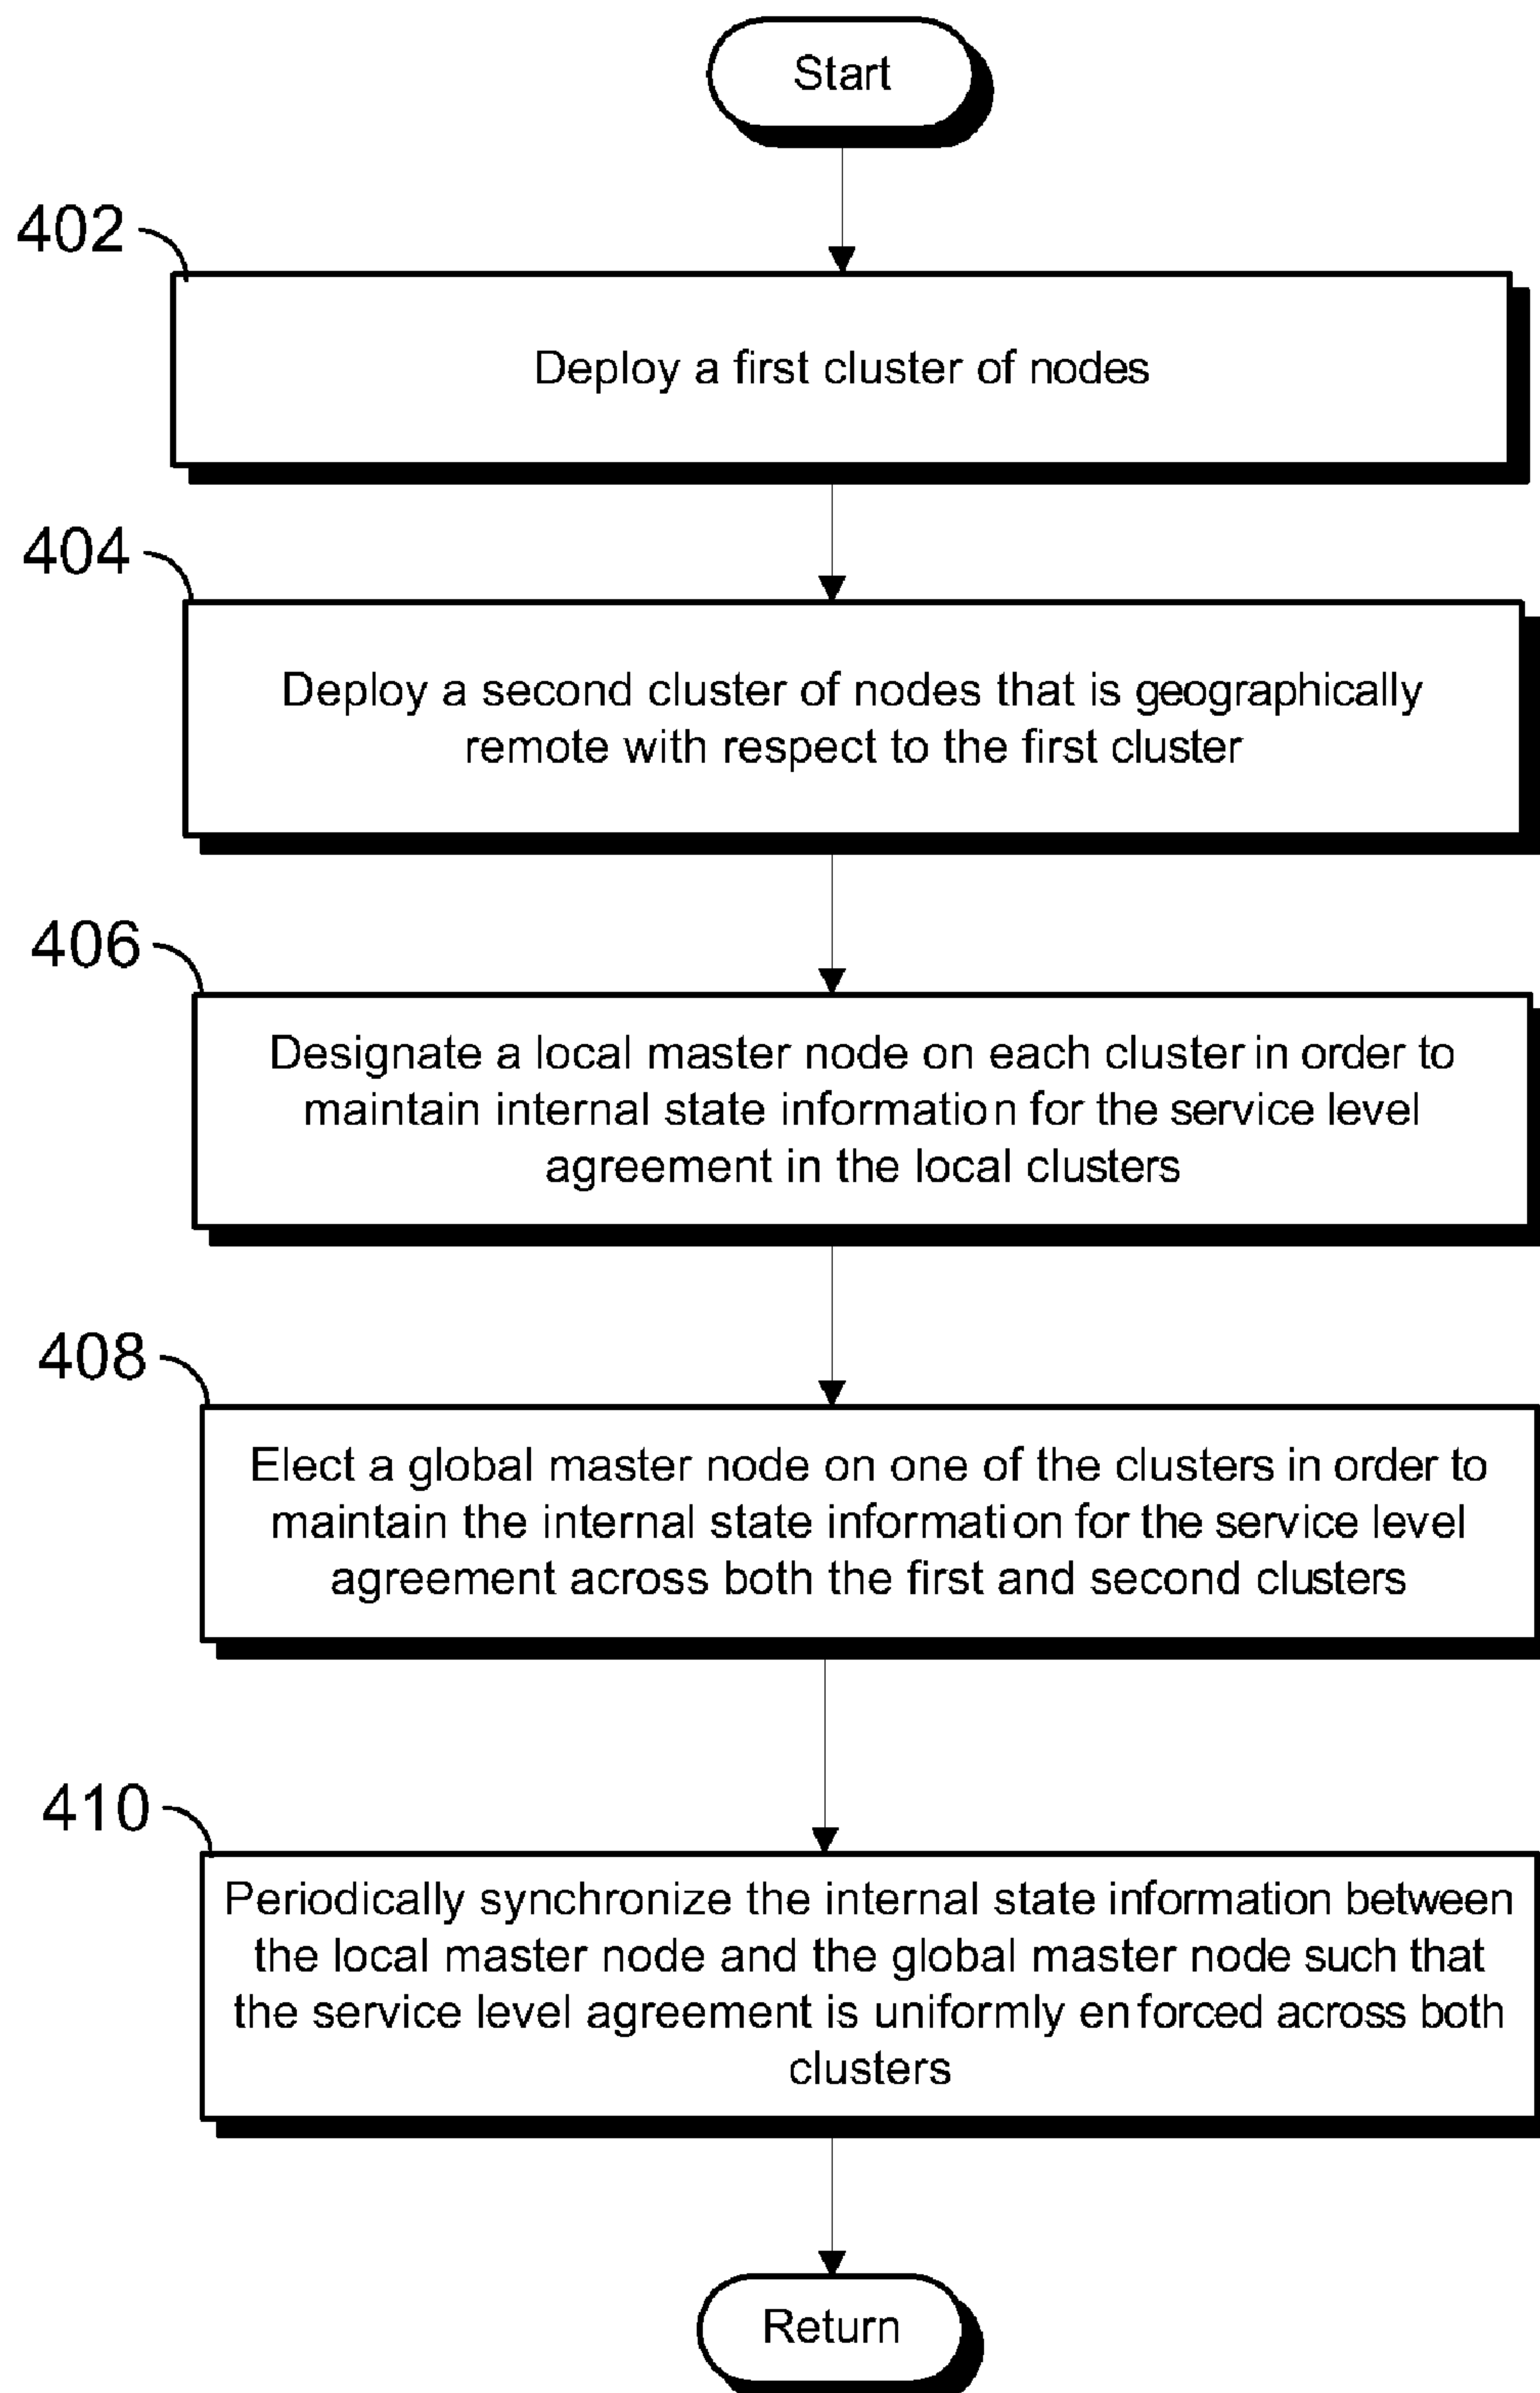 Start
402
Deploy a first cluster of nodes
404
Deploy a second cluster of nodes that is geographically
remote with respect to the first cluster
406
Designate a local master node on each cluster in order to
maintain internal state information for the service level
agreement in the local clusters
408
Elect a global master node on one of the clusters in order to
maintain the internal state information for the service level
agreement across both the first and second clusters
410
Periodically synchronize the internal state information between
the local master node and the global master node such that
the service level agreement is uniformly enforced across both
clusters
Return